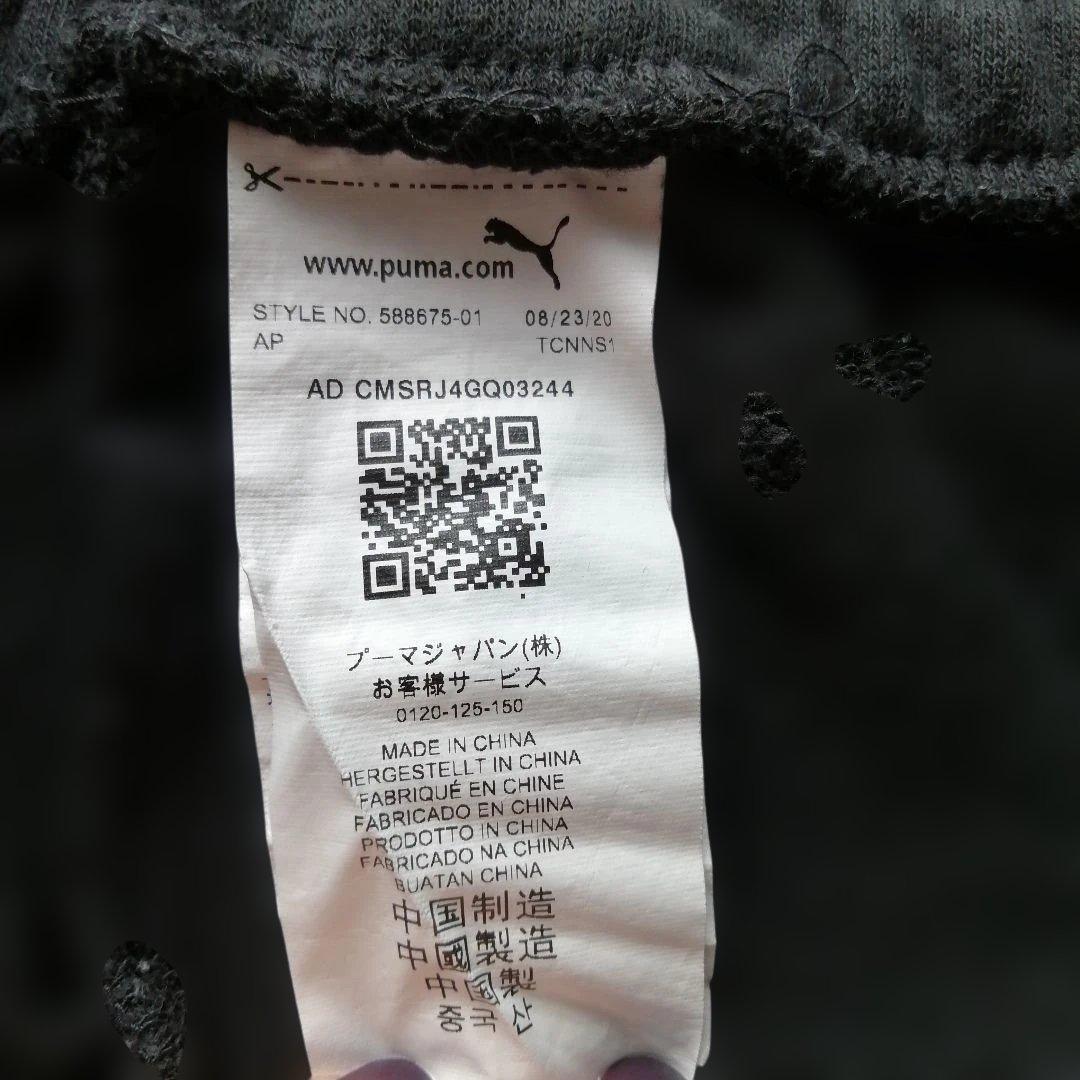 www.puma.com
STYLE NO. 588675-01 08/23/20
AP TCNNS1
AD CMSRJ4GQ03244
プーマジャパン(株)
お客様サービス
0120-125-150
MADE IN CHINA
HERGESTELLT IN CHINA
FABRIQUÉ EN CHINE
FABRICADO EN CHINA
PRODOTTO IN CHINA
FABRICADO NA CHINA
BUATAN CHINA
中国制造
中國製造
中国製
중국산